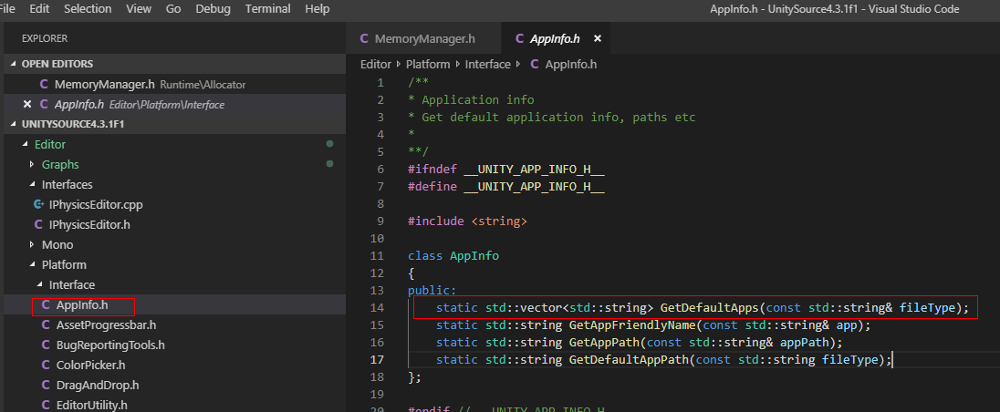 File Edit Selection View Go Debug Terminal Help AppInfo.h - UnitySource4.3.1f1 - Visual Studio Code
EXPLORER
OPEN EDITORS
C MemoryManager.h Runtime\Allocator
× C AppInfo.h Editor\Platform\Interface
UNITYSOURCE4.3.1F1
Editor
Graphs
Interfaces
C++ IPhysicsEditor.cpp
C IPhysicsEditor.h
Mono
Platform
Interface
C AppInfo.h
C AssetProgressbar.h
C BugReportingTools.h
C ColorPicker.h
C DragAndDrop.h
C EditorUtility.h
C MemoryManager.h C AppInfo.h ×
Editor Platform Interface C AppInfo.h
1 /**
2 * Application info
3 * Get default application info, paths etc
4 *
5 **/
6 #ifndef __UNITY_APP_INFO_H__
7 #define __UNITY_APP_INFO_H__
8
9 #include <string>
10
11 class AppInfo
12 {
13 public:
14 static std::vector<std::string> GetDefaultApps(const std::string& fileType);
15 static std::string GetAppFriendlyName(const std::string& app);
16 static std::string GetAppPath(const std::string& appPath);
17 static std::string GetDefaultAppPath(const std::string fileType);
18 };
19
20 #endif // __UNITY_APP_INFO_H__